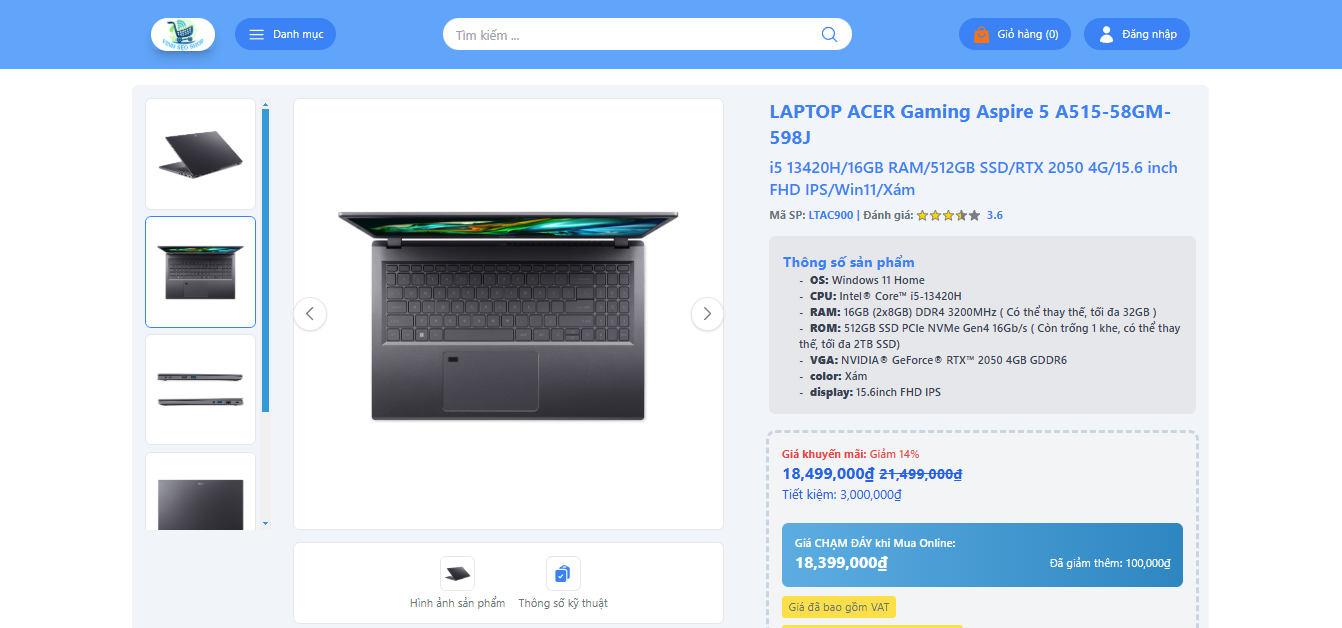 VINH SEO SHOP
Danh mục
Tìm kiếm ...
Giỏ hàng (0)
Đăng nhập
LAPTOP ACER Gaming Aspire 5 A515-58GM-
598J
i5 13420H/16GB RAM/512GB SSD/RTX 2050 4G/15.6 inch
FHD IPS/Win11/Xám
Mã SP: LTAC900 | Đánh giá: 3.6
Thông số sản phẩm
- OS: Windows 11 Home
- CPU: Intel® Core™ i5-13420H
- RAM: 16GB (2x8GB) DDR4 3200MHz ( Có thể thay thế, tối đa 32GB )
- ROM: 512GB SSD PCIe NVMe Gen4 16Gb/s ( Còn trống 1 khe, có thể thay
thế, tối đa 2TB SSD)
- VGA: NVIDIA® GeForce® RTX™ 2050 4GB GDDR6
- color: Xám
- display: 15.6inch FHD IPS
Giá khuyến mãi: Giảm 14%
18,499,000₫ 21,499,000₫
Tiết kiệm: 3,000,000₫
Giá CHẠM ĐÁY khi Mua Online:
18,399,000₫
Đã giảm thêm: 100,000₫
Giá đã bao gồm VAT
Hình ảnh sản phẩm
Thông số kỹ thuật